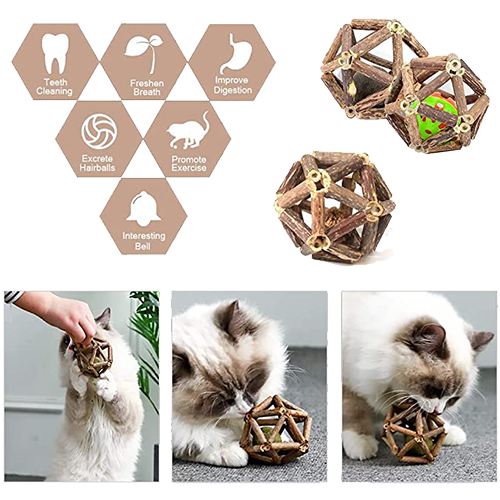 Teeth
Cleaning
Freshen
Breath
Improve
Digestion
Excrete
Hairballs
Promote
Exercise
Interesting
Bell